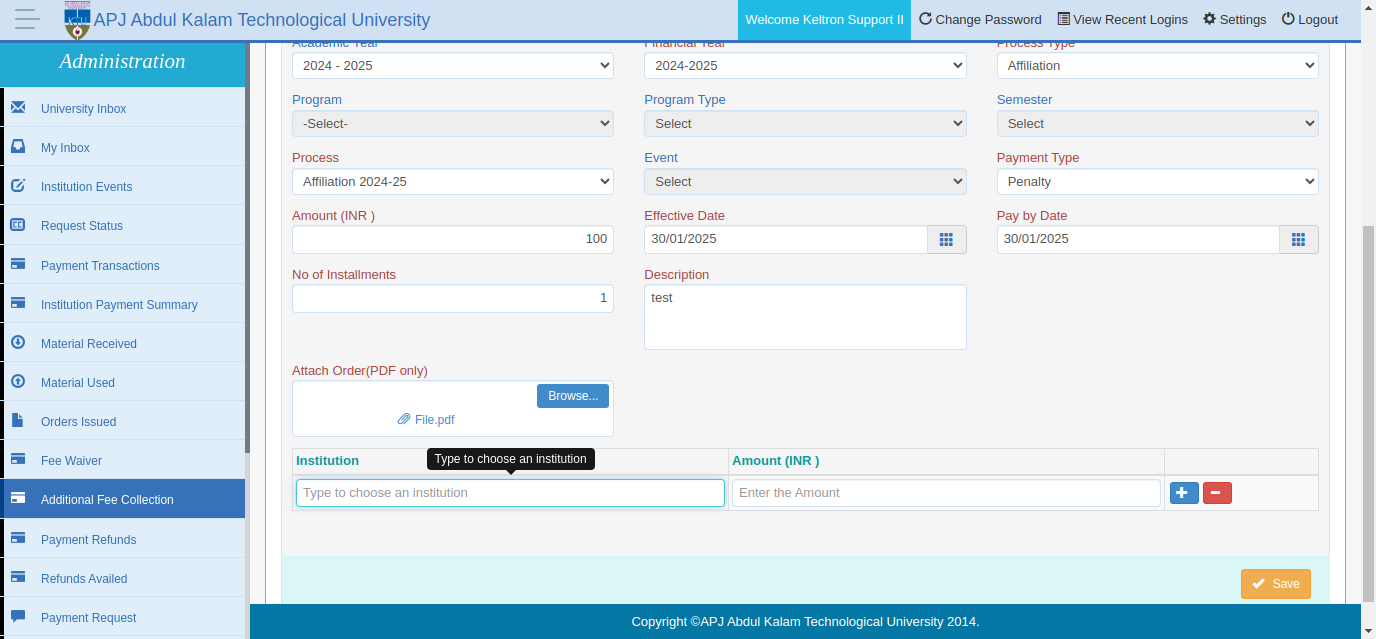 APJ Abdul Kalam Technological University
Welcome Keltron Support II
Change Password
View Recent Logins
Settings
Logout
Administration
University Inbox
My Inbox
Institution Events
Request Status
Payment Transactions
Institution Payment Summary
Material Received
Material Used
Orders Issued
Fee Waiver
Additional Fee Collection
Payment Refunds
Refunds Availed
Payment Request
Academic Year Financial Year Process Type
2024 - 2025 2024-2025 Affiliation
Program Program Type Semester
-Select- Select Select
Process Event Payment Type
Affiliation 2024-25 Select Penalty
Amount (INR ) Effective Date Pay by Date
100 30/01/2025 30/01/2025
No of Installments Description
1 test
Attach Order(PDF only)
Browse...
File.pdf
Type to choose an institution
Institution Amount (INR )
Type to choose an institution Enter the Amount
Save
Copyright ©APJ Abdul Kalam Technological University 2014.